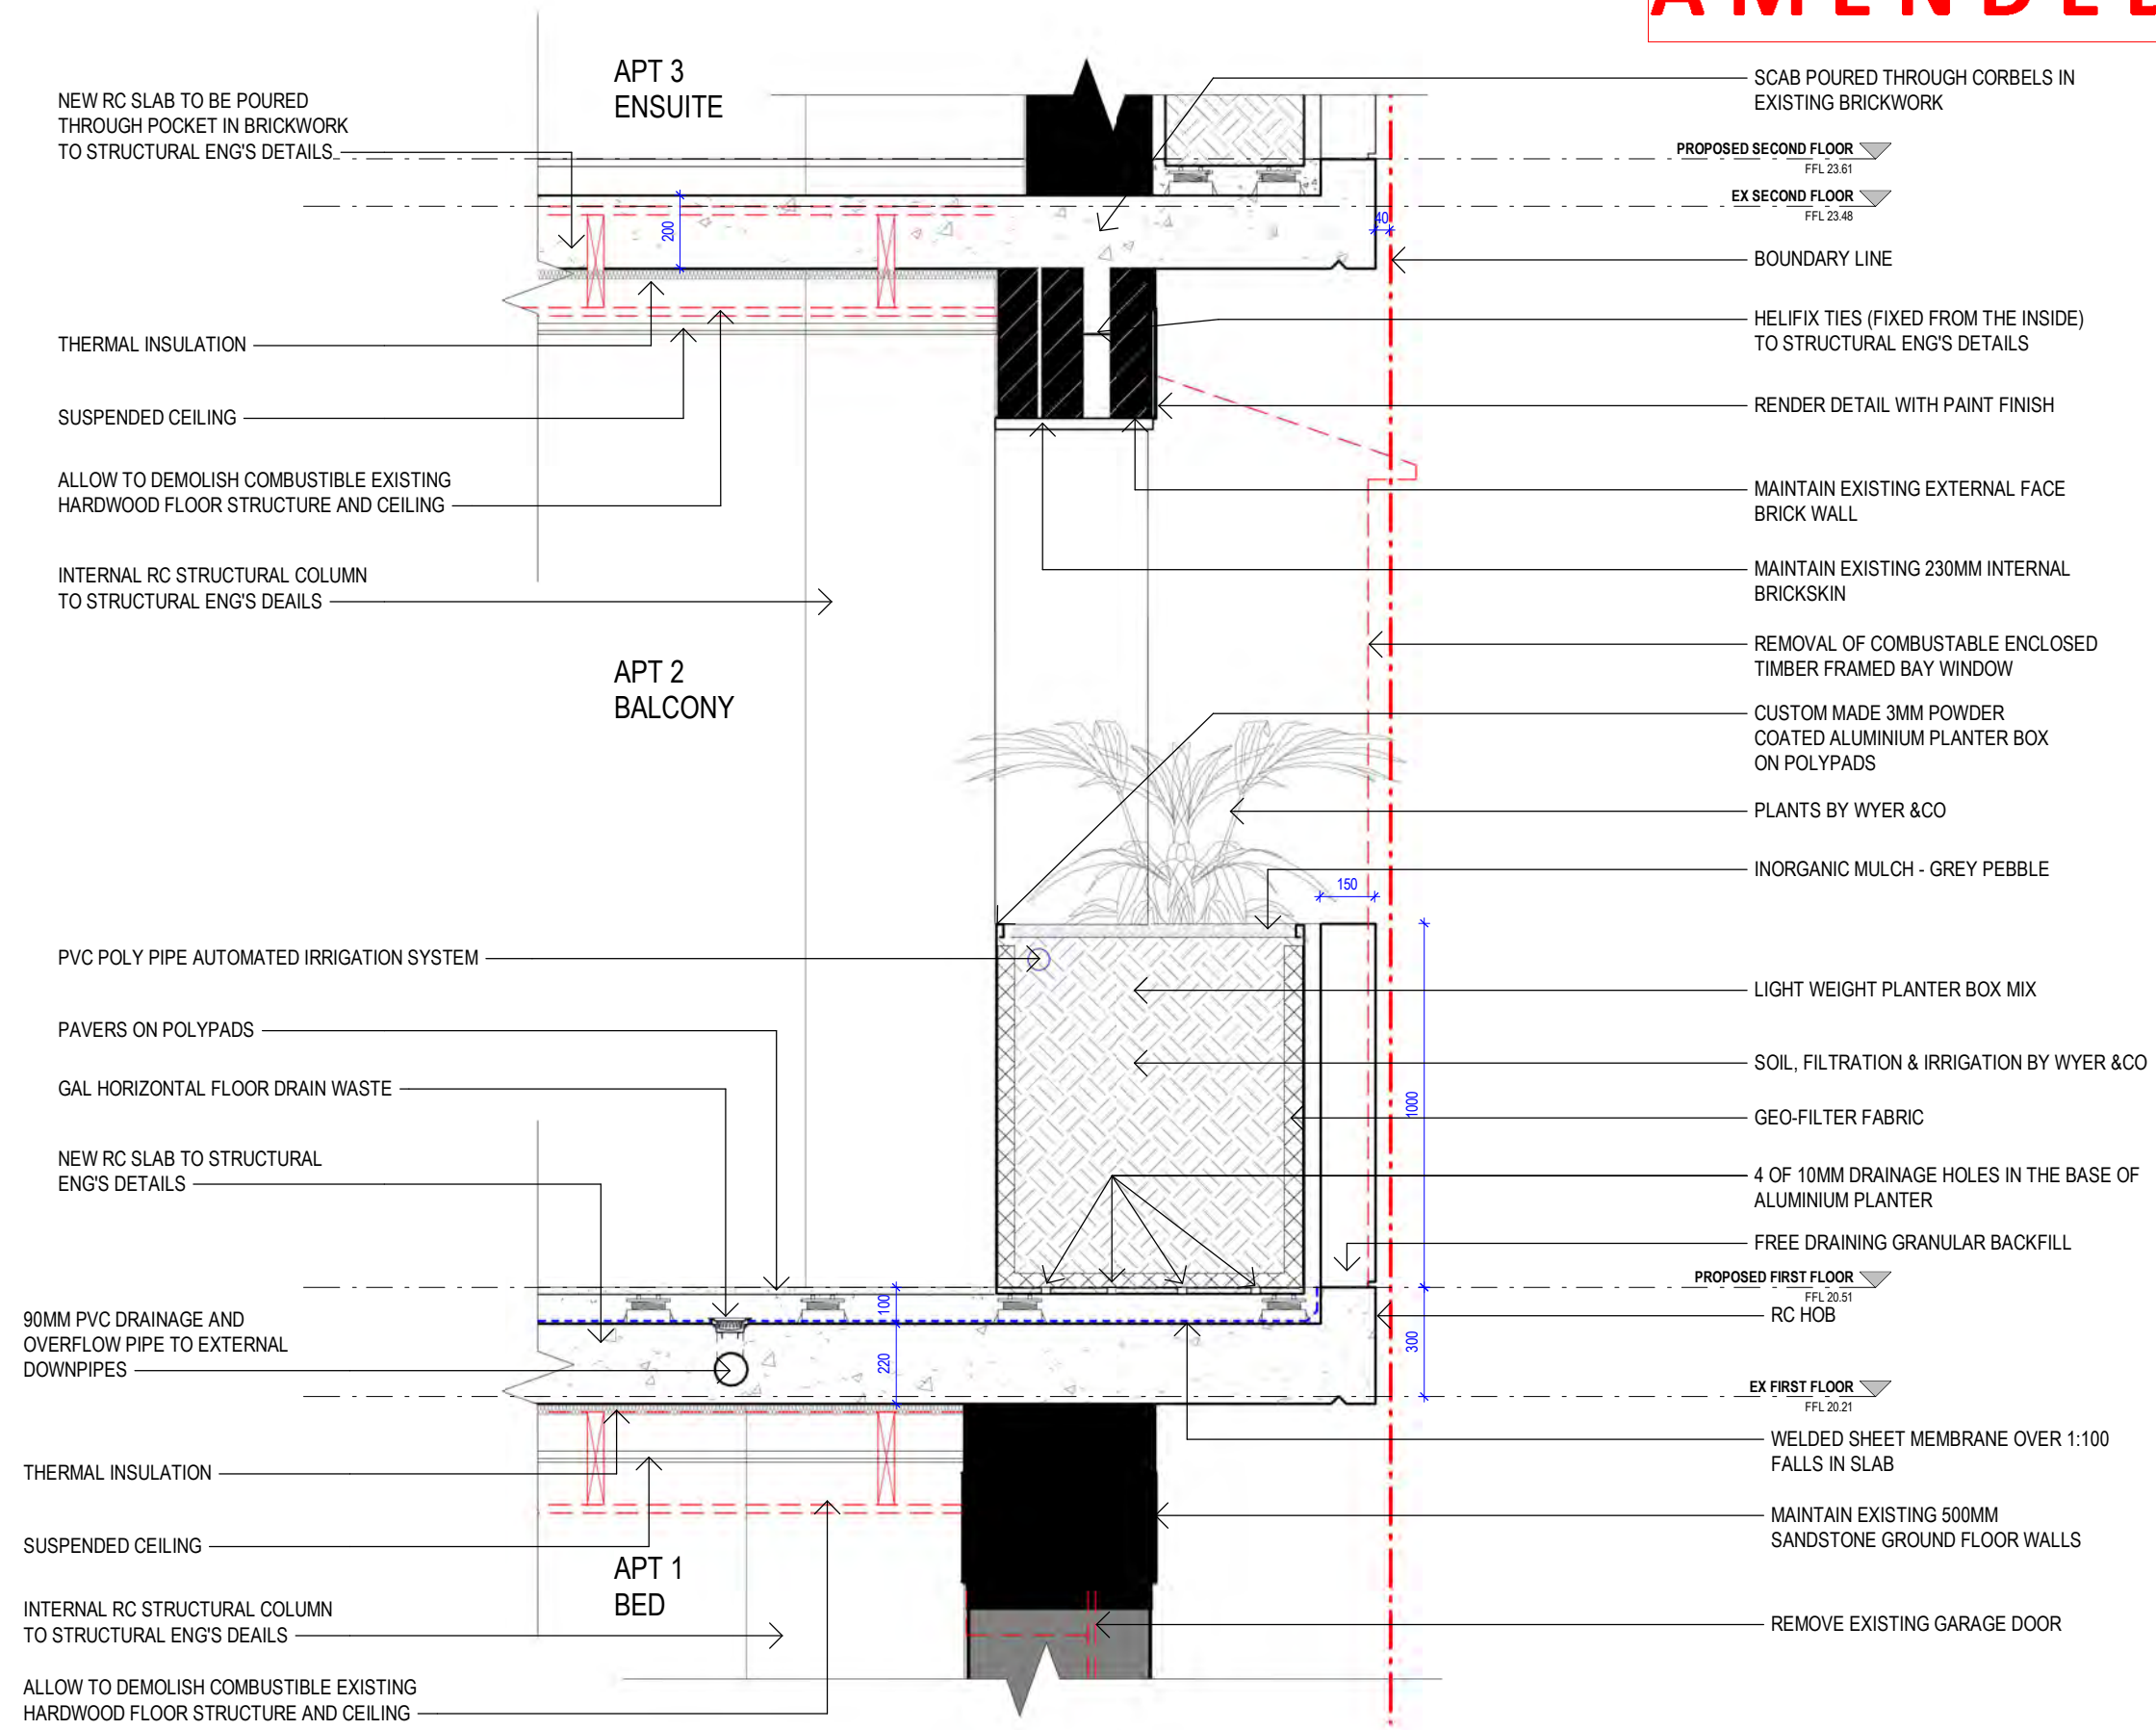 AMENDED
APT 3
ENSUITE
NEW RC SLAB TO BE POURED
THROUGH POCKET IN BRICKWORK
TO STRUCTURAL ENG'S DETAILS
THERMAL INSULATION
SUSPENDED CEILING
ALLOW TO DEMOLISH COMBUSTIBLE EXISTING
HARDWOOD FLOOR STRUCTURE AND CEILING
INTERNAL RC STRUCTURAL COLUMN
TO STRUCTURAL ENG'S DEAILS
APT 2
BALCONY
PVC POLY PIPE AUTOMATED IRRIGATION SYSTEM
PAVERS ON POLYPADS
GAL HORIZONTAL FLOOR DRAIN WASTE
NEW RC SLAB TO STRUCTURAL
ENG'S DETAILS
90MM PVC DRAINAGE AND
OVERFLOW PIPE TO EXTERNAL
DOWNPIPES
THERMAL INSULATION
SUSPENDED CEILING
APT 1
BED
INTERNAL RC STRUCTURAL COLUMN
TO STRUCTURAL ENG'S DEAILS
ALLOW TO DEMOLISH COMBUSTIBLE EXISTING
HARDWOOD FLOOR STRUCTURE AND CEILING
200
40
150
1000
100
220
300
SCAB POURED THROUGH CORBELS IN
EXISTING BRICKWORK
PROPOSED SECOND FLOOR
FFL 23.61
EX SECOND FLOOR
FFL 23.48
BOUNDARY LINE
HELIFIX TIES (FIXED FROM THE INSIDE)
TO STRUCTURAL ENG'S DETAILS
RENDER DETAIL WITH PAINT FINISH
MAINTAIN EXISTING EXTERNAL FACE
BRICK WALL
MAINTAIN EXISTING 230MM INTERNAL
BRICKSKIN
REMOVAL OF COMBUSTABLE ENCLOSED
TIMBER FRAMED BAY WINDOW
CUSTOM MADE 3MM POWDER
COATED ALUMINIUM PLANTER BOX
ON POLYPADS
PLANTS BY WYER &CO
INORGANIC MULCH - GREY PEBBLE
LIGHT WEIGHT PLANTER BOX MIX
SOIL, FILTRATION & IRRIGATION BY WYER &CO
GEO-FILTER FABRIC
4 OF 10MM DRAINAGE HOLES IN THE BASE OF
ALUMINIUM PLANTER
FREE DRAINING GRANULAR BACKFILL
PROPOSED FIRST FLOOR
FFL 20.51
RC HOB
EX FIRST FLOOR
FFL 20.21
WELDED SHEET MEMBRANE OVER 1:100
FALLS IN SLAB
MAINTAIN EXISTING 500MM
SANDSTONE GROUND FLOOR WALLS
REMOVE EXISTING GARAGE DOOR